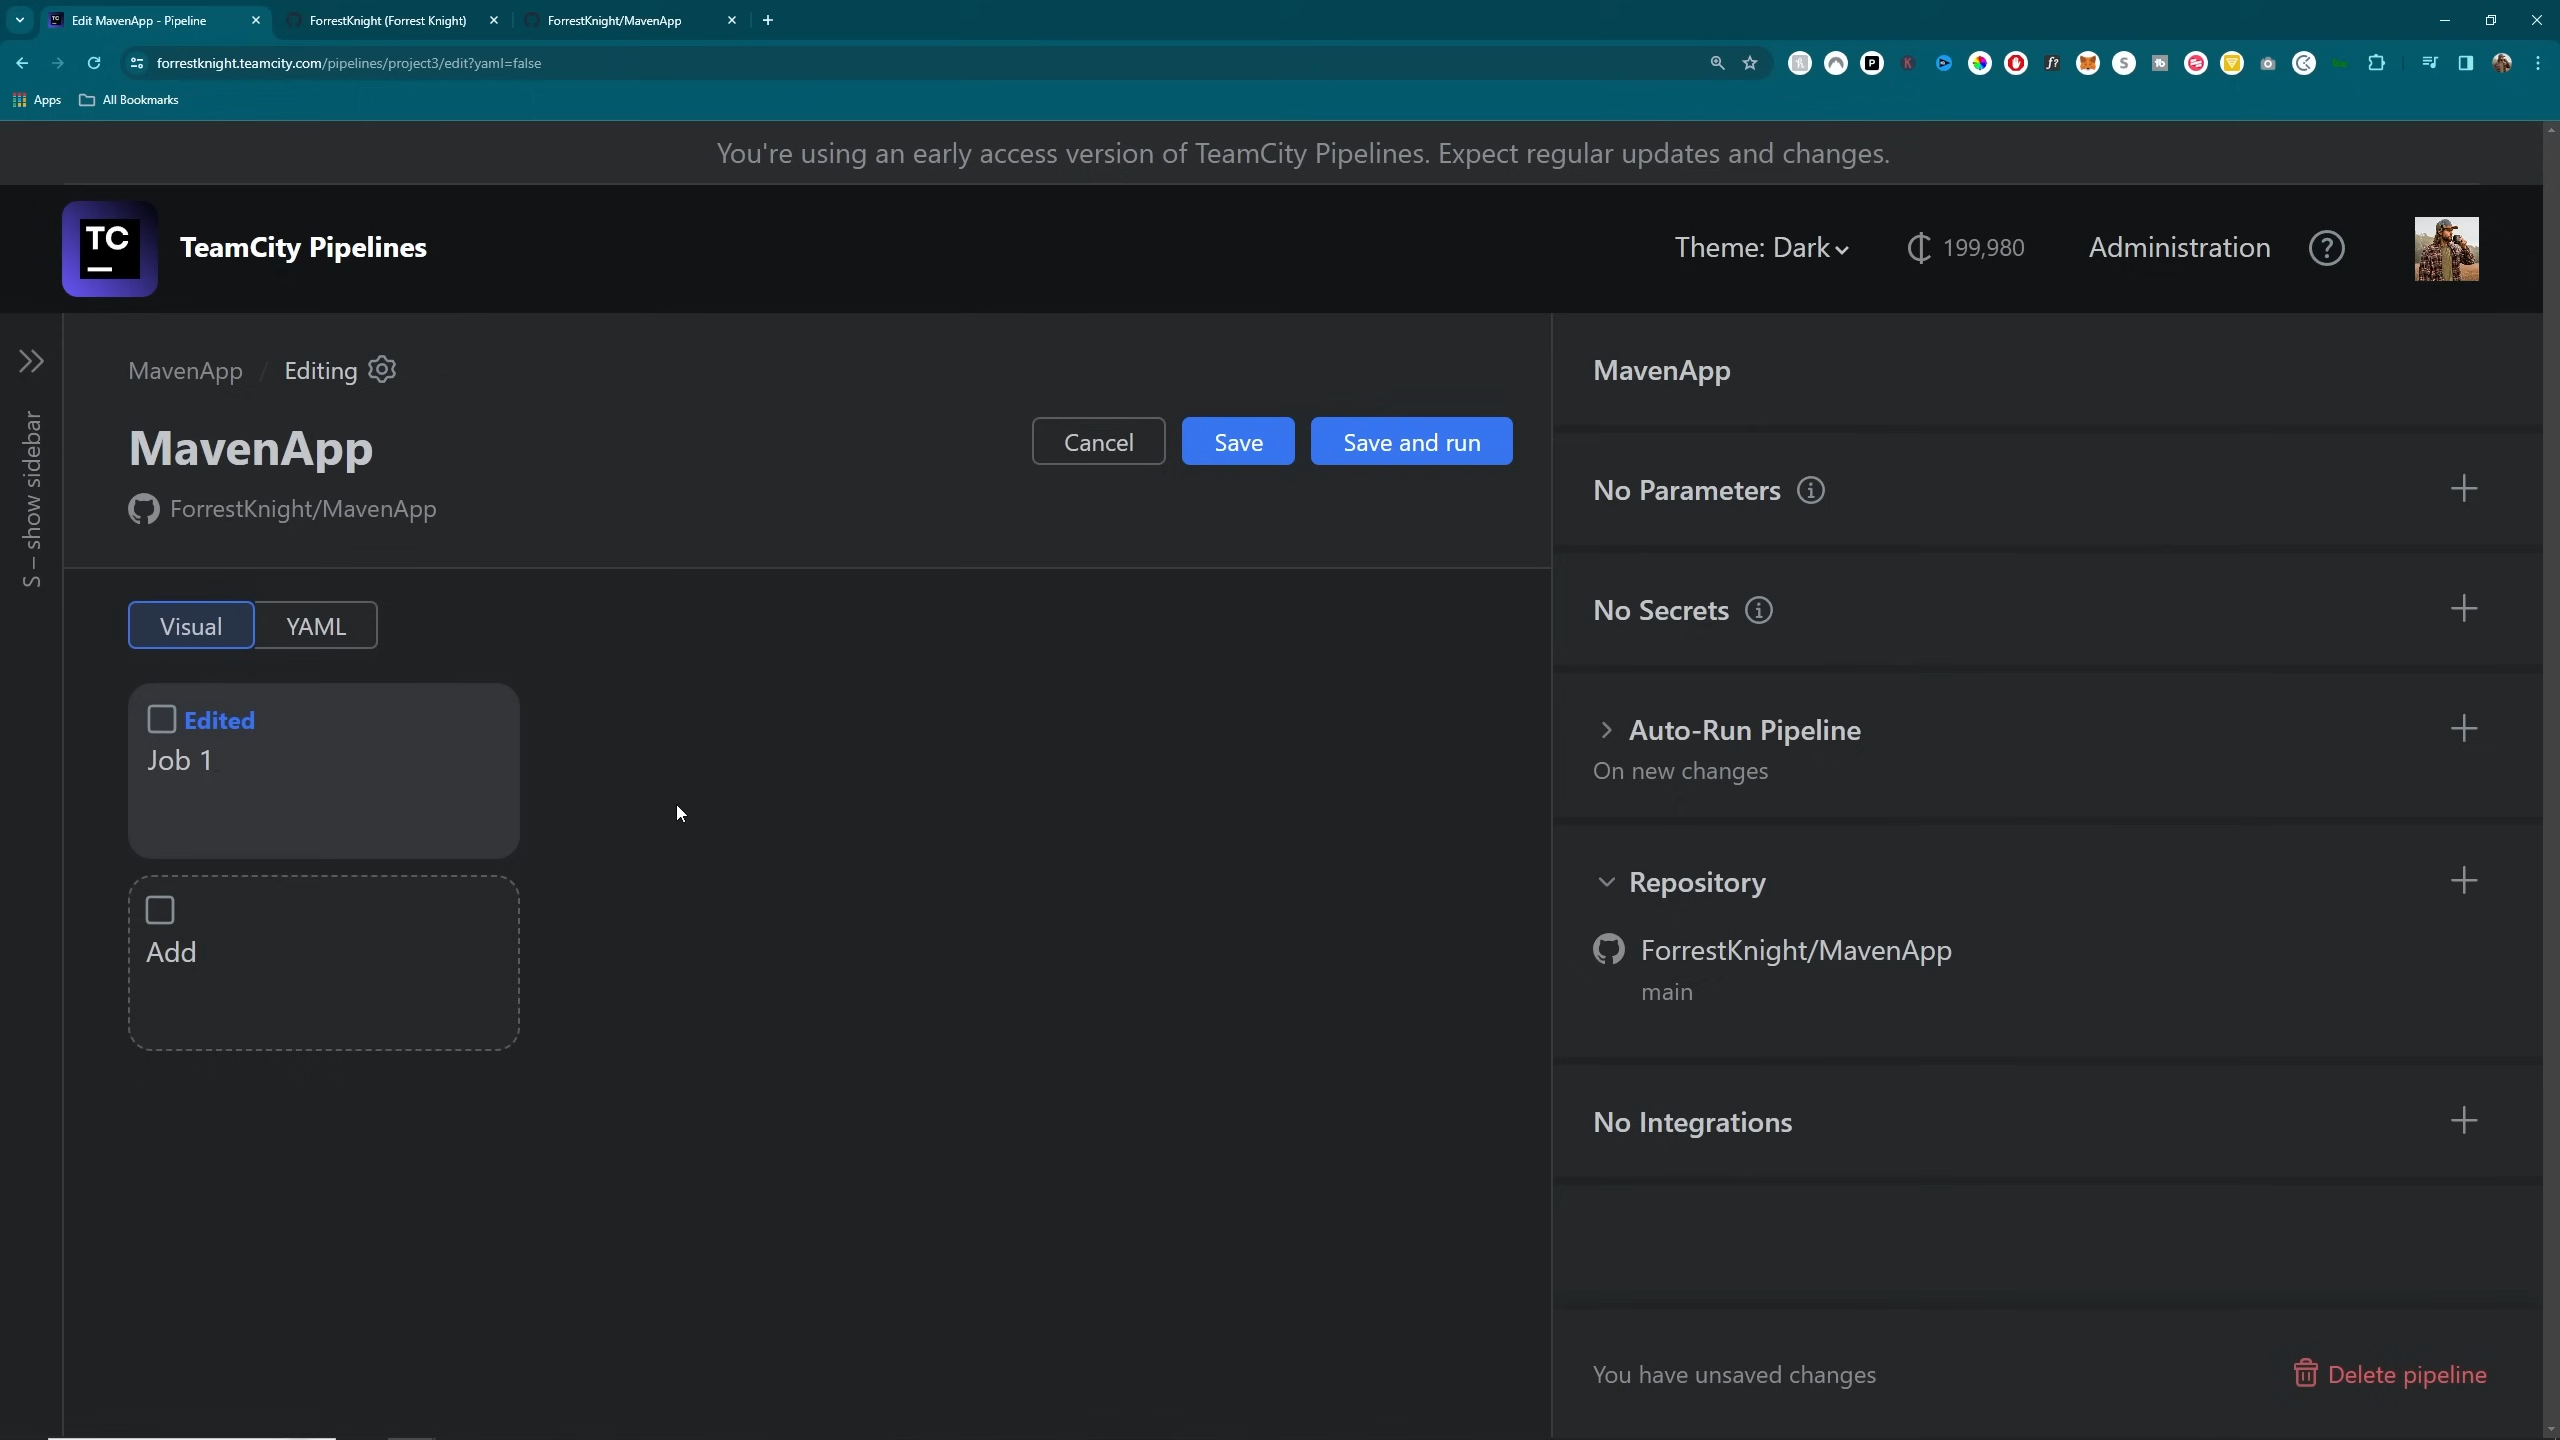 Edit MavenApp - Pipeline
ForrestKnight (Forrest Knight)
ForrestKnight/MavenApp
forrestknight.teamcity.com/pipelines/project3/edit?yaml=false
Apps
All Bookmarks
You're using an early access version of TeamCity Pipelines. Expect regular updates and changes.
TC
TeamCity Pipelines
Theme: Dark
199,980
Administration
S – show sidebar
MavenApp / Editing
MavenApp
Cancel
Save
Save and run
ForrestKnight/MavenApp
Visual
YAML
Edited
Job 1
Add
MavenApp
No Parameters
No Secrets
Auto-Run Pipeline
On new changes
Repository
ForrestKnight/MavenApp
main
No Integrations
You have unsaved changes
Delete pipeline